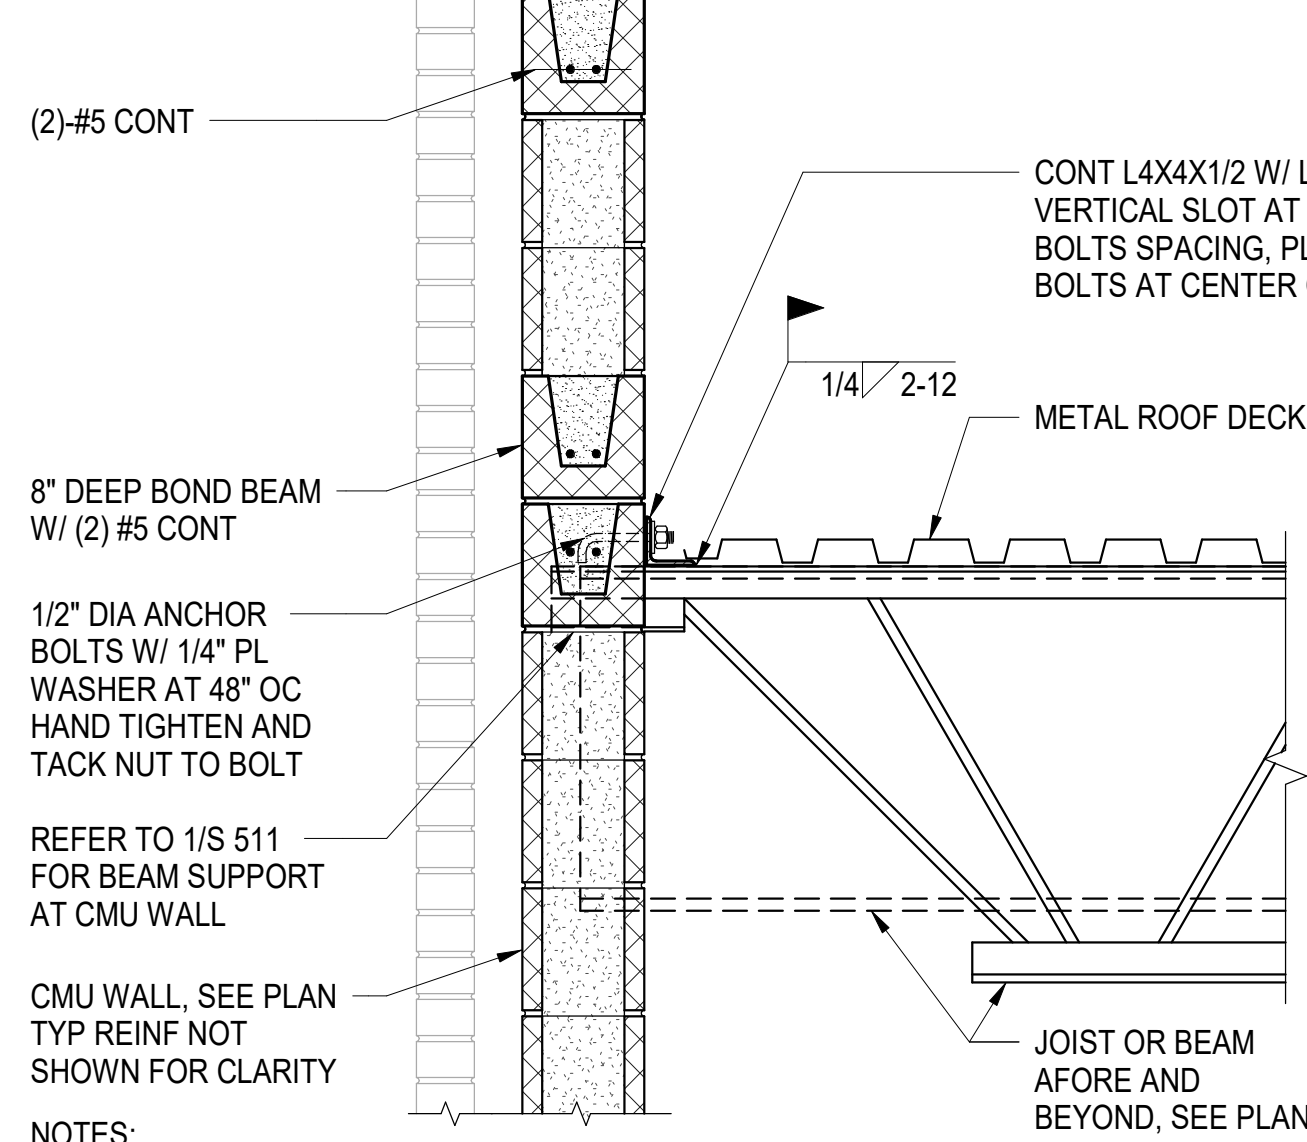 (2)-#5 CONT
CONT L4X4X1/2 W/
VERTICAL SLOT AT
BOLTS SPACING,
BOLTS AT CENTER
1/4 2-12
METAL ROOF DECK
8" DEEP BOND BEAM
W/ (2) #5 CONT
1/2" DIA ANCHOR
BOLTS W/ 1/4" PL
WASHER AT 48" OC
HAND TIGHTEN AND
TACK NUT TO BOLT
REFER TO 1/S 511
FOR BEAM SUPPORT
AT CMU WALL
CMU WALL, SEE PLAN
TYP REINF NOT
SHOWN FOR CLARITY
JOIST OR BEAM
AFORE AND
BEYOND, SEE PLAN
NOTES: